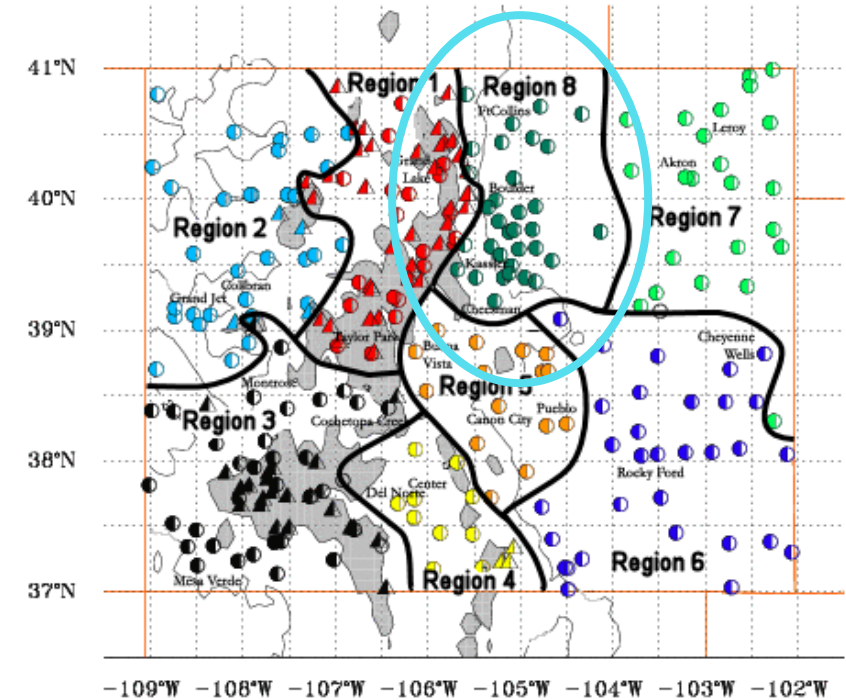 41°N
Region 1
Region 8
FtCollins
Leroy
Grand
Lake
Akron
40°N
Boulder
Region 7
Region 2
Kassler
Collbran
Grand Jct
Cheesman
39°N
Taylor Park
Cheyenne
Wells
Buena
Vista
Montrose
Region 5
Region 3
Pueblo
Cochetopa Creek
Canon City
38°N
Rocky Ford
Center
Del Norte
Region 6
Mesa Verde
Region 4
37°N
-109°W -108°W -107°W -106°W -105°W -104°W -103°W -102°W